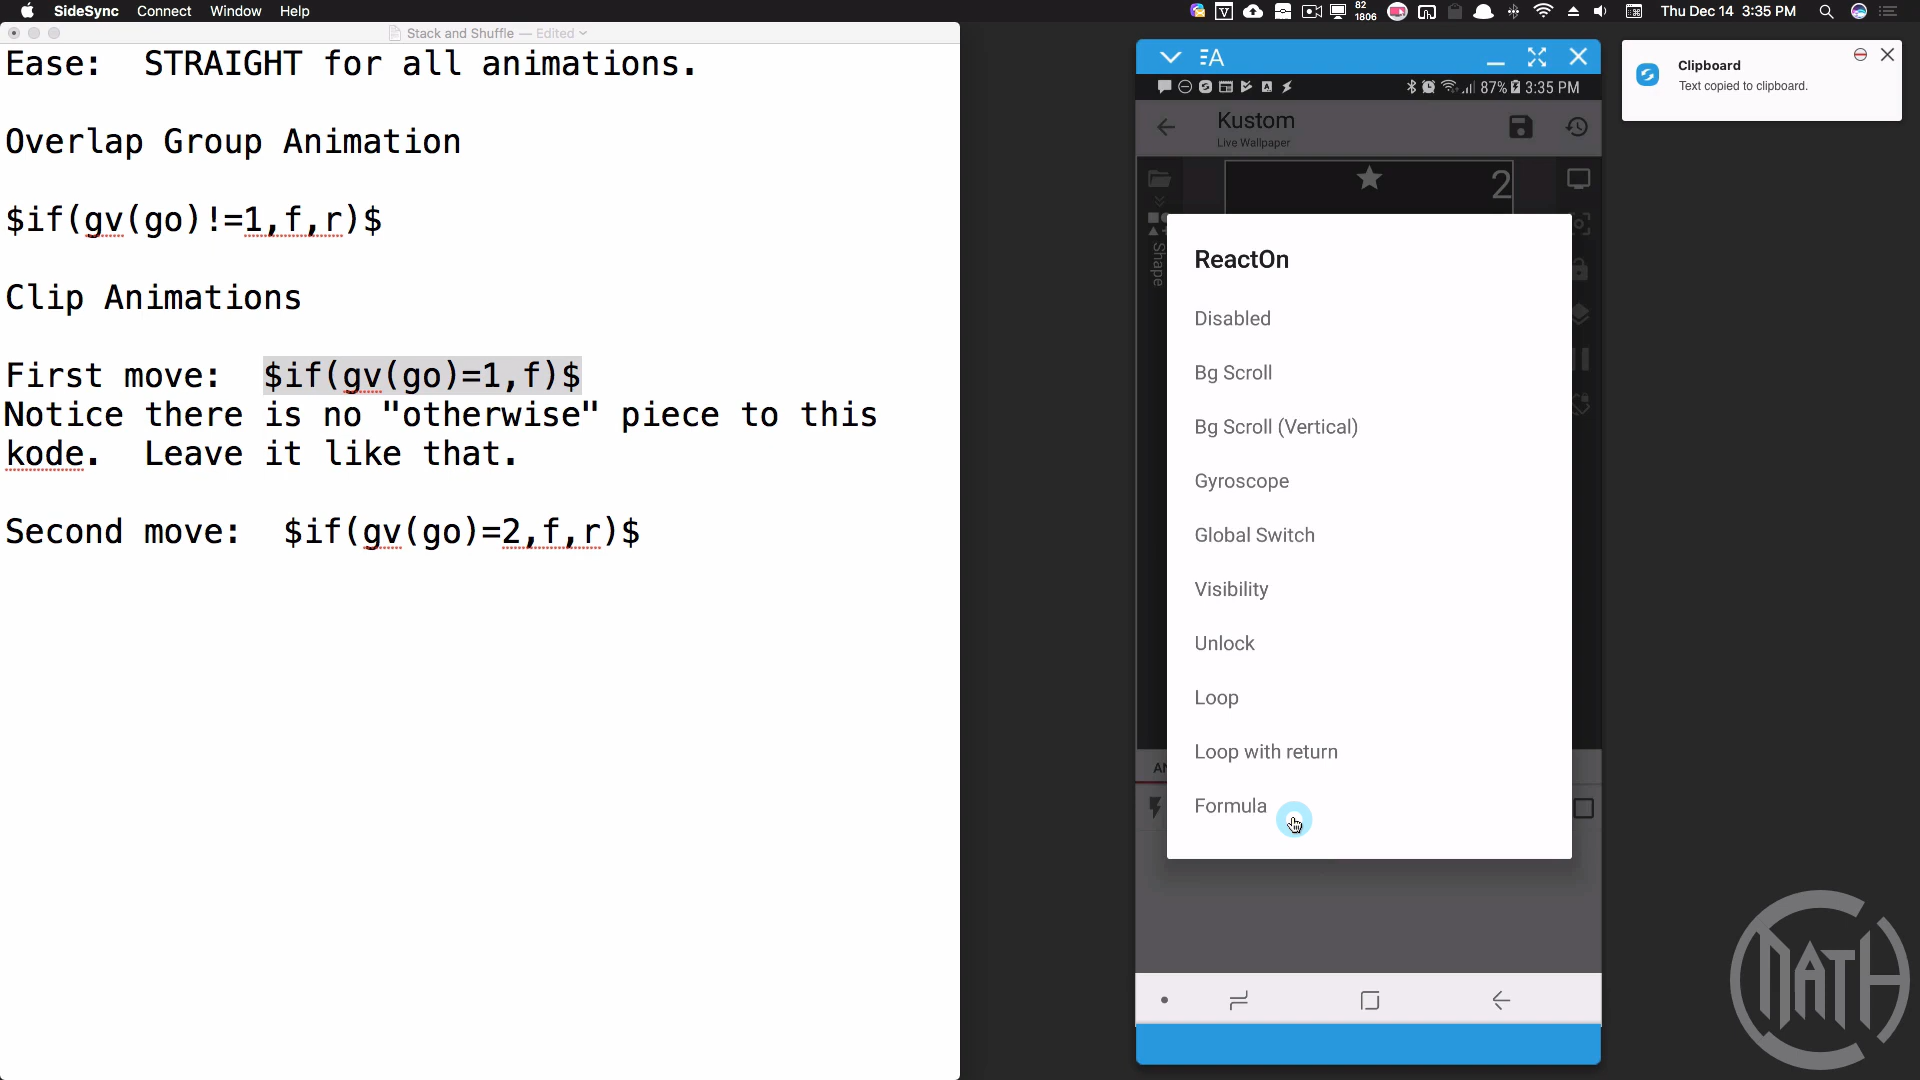 SideSync Connect Window Help
82
1806
Thu Dec 14 3:35 PM
Stack and Shuffle — Edited
Ease: STRAIGHT for all animations.
Overlap Group Animation
$if(gv(go)!=1,f,r)$
Clip Animations
First move: $if(gv(go)=1,f)$
Notice there is no "otherwise" piece to this
kode. Leave it like that.
Second move: $if(gv(go)=2,f,r)$
87% 3:35 PM
Kustom
Live Wallpaper
2
Shape
ReactOn
Disabled
Bg Scroll
Bg Scroll (Vertical)
Gyroscope
Global Switch
Visibility
Unlock
Loop
Loop with return
Formula
Clipboard
Text copied to clipboard.
MATH